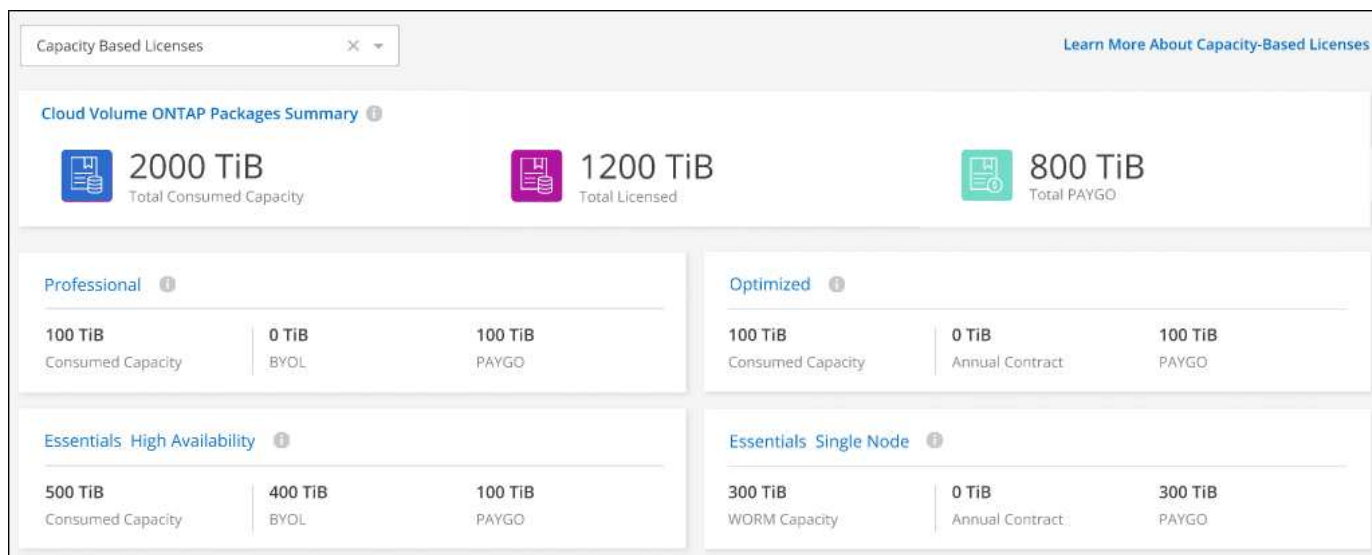 Capacity Based Licenses
Learn More About Capacity-Based Licenses
Cloud Volume ONTAP Packages Summary
2000 TiB
Total Consumed Capacity
1200 TiB
Total Licensed
800 TiB
Total PAYGO
Professional
100 TiB
Consumed Capacity
0 TiB
BYOL
100 TiB
PAYGO
Optimized
100 TiB
Consumed Capacity
0 TiB
Annual Contract
100 TiB
PAYGO
Essentials High Availability
500 TiB
Consumed Capacity
400 TiB
BYOL
100 TiB
PAYGO
Essentials Single Node
300 TiB
WORM Capacity
0 TiB
Annual Contract
300 TiB
PAYGO